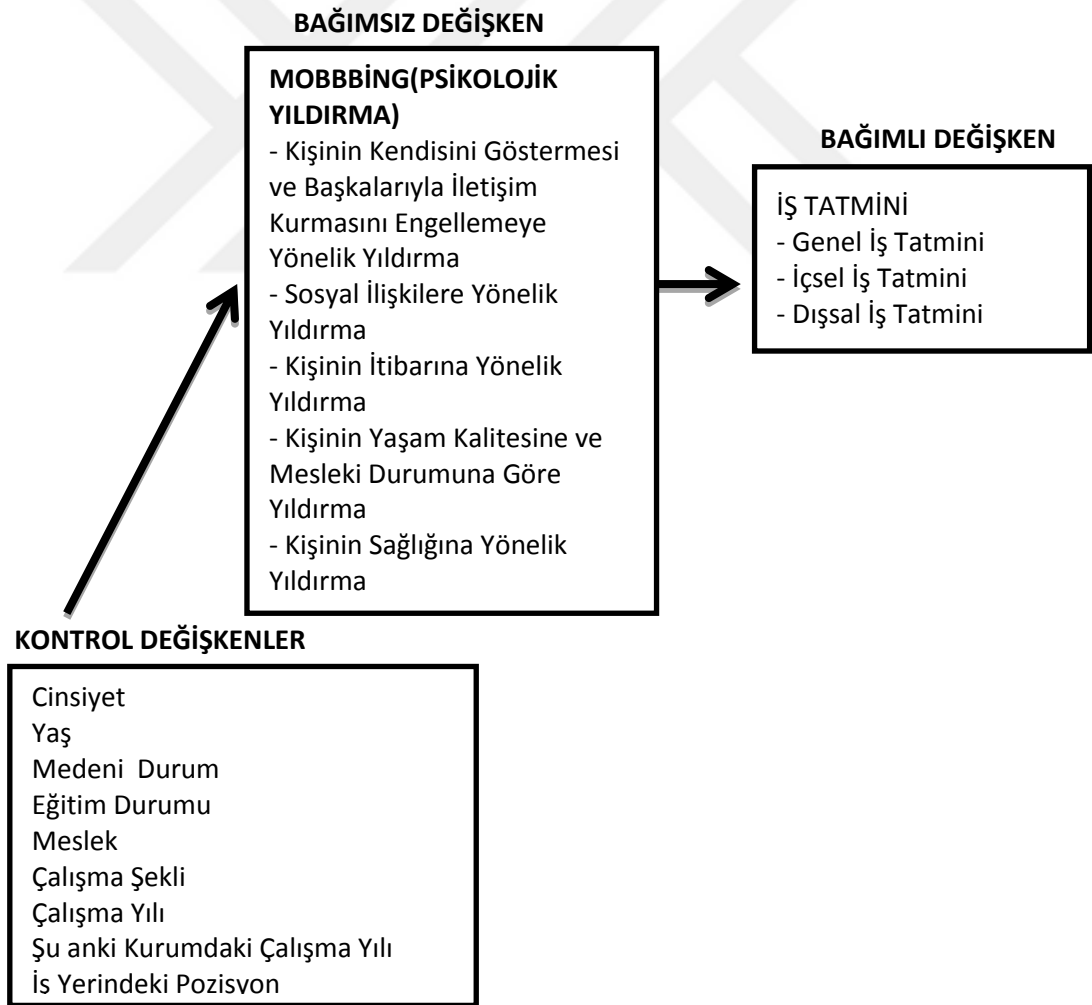 BAĞIMSIZ DEĞİŞKEN
MOBBBİNG(PSİKOLOJİK
YILDIRMA)
- Kişinin Kendisini Göstermesi
ve Başkalarıyla İletişim
Kurmasını Engellemeye
Yönelik Yıldırma
- Sosyal İlişkilere Yönelik
Yıldırma
- Kişinin İtibarına Yönelik
Yıldırma
- Kişinin Yaşam Kalitesine ve
Mesleki Durumuna Göre
Yıldırma
- Kişinin Sağlığına Yönelik
Yıldırma
BAĞIMLI DEĞİŞKEN
İŞ TATMİNİ
- Genel İş Tatmini
- İçsel İş Tatmini
- Dışsal İş Tatmini
KONTROL DEĞİŞKENLER
Cinsiyet
Yaş
Medeni Durum
Eğitim Durumu
Meslek
Çalışma Şekli
Çalışma Yılı
Şu anki Kurumdaki Çalışma Yılı
İş Yerindeki Pozisyon